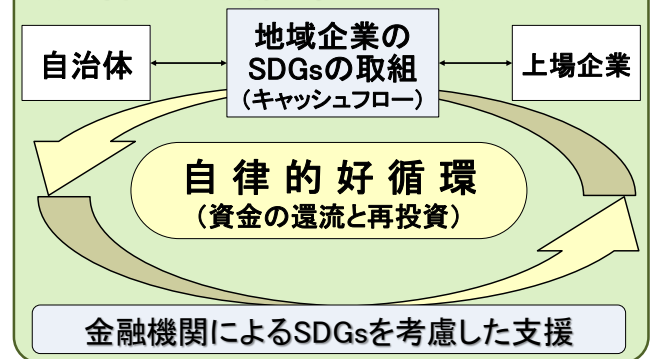 自治体
地域企業の
SDGsの取組
(キャッシュフロー)
上場企業
自律的好循環
(資金の還流と再投資)
金融機関によるSDGsを考慮した支援